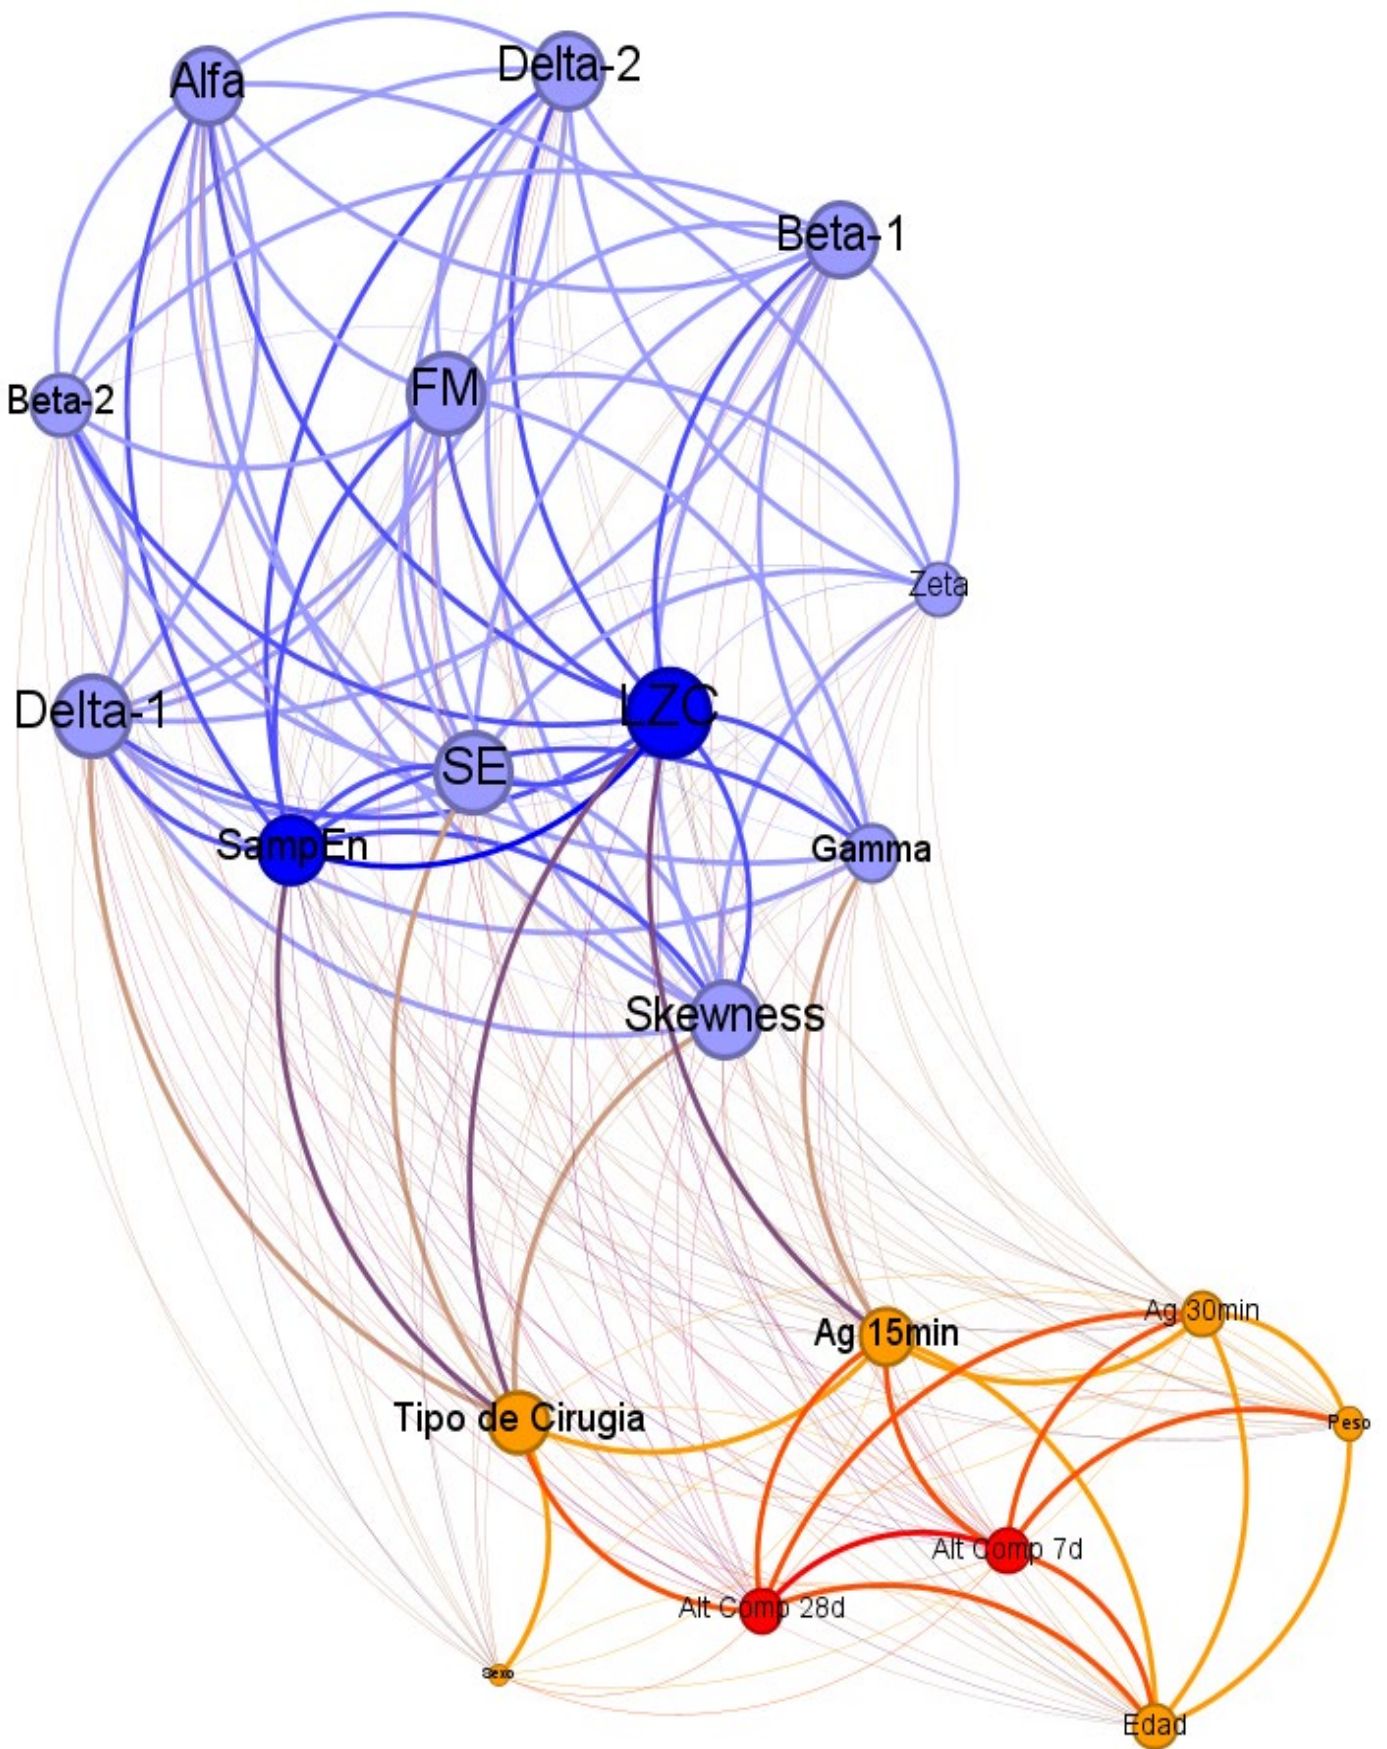 Alfa
Delta-2
Beta-1
Beta-2
FM
Zeta
Delta-1
LZC
SE
SampEn
Gamma
Skewness
Ag 30min
Ag 15min
Tipo de Cirugia
Peso
Alt Comp 7d
Alt Comp 28d
Sexo
Edad